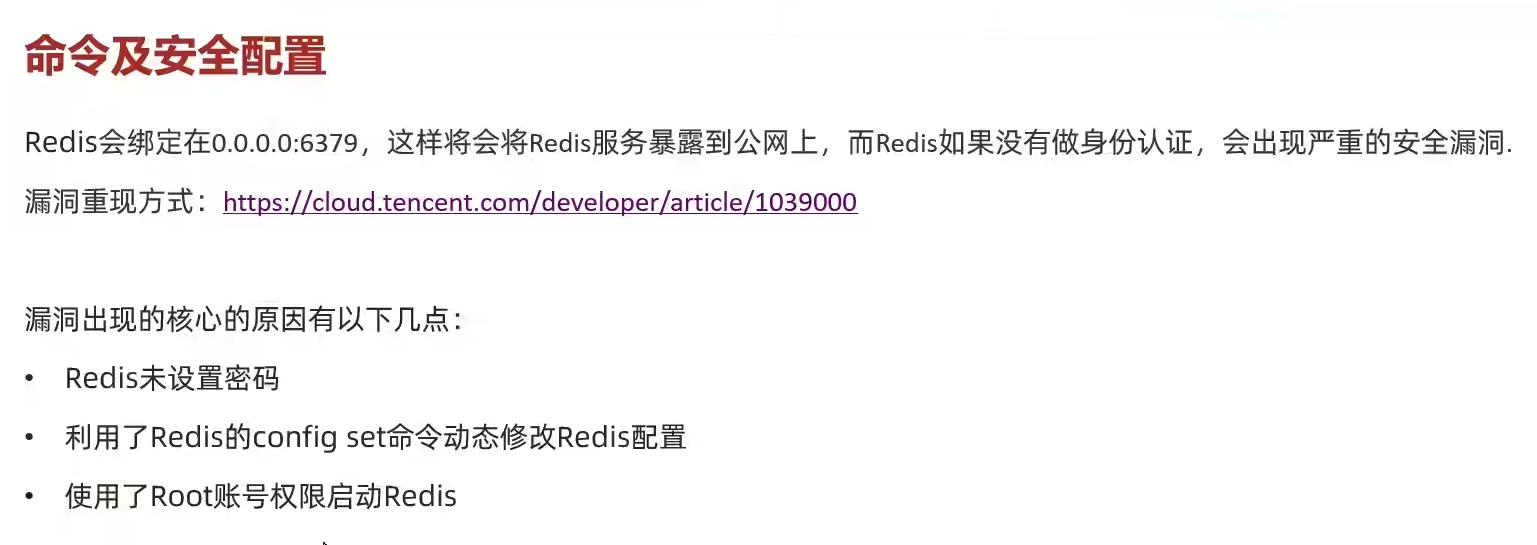 命令及安全配置
Redis会绑定在0.0.0.0:6379，这样将会将Redis服务暴露到公网上，而Redis如果没有做身份认证，会出现严重的安全漏洞.
漏洞重现方式：https://cloud.tencent.com/developer/article/1039000
漏洞出现的核心的原因有以下几点：
• Redis未设置密码
• 利用了Redis的config set命令动态修改Redis配置
• 使用了Root账号权限启动Redis